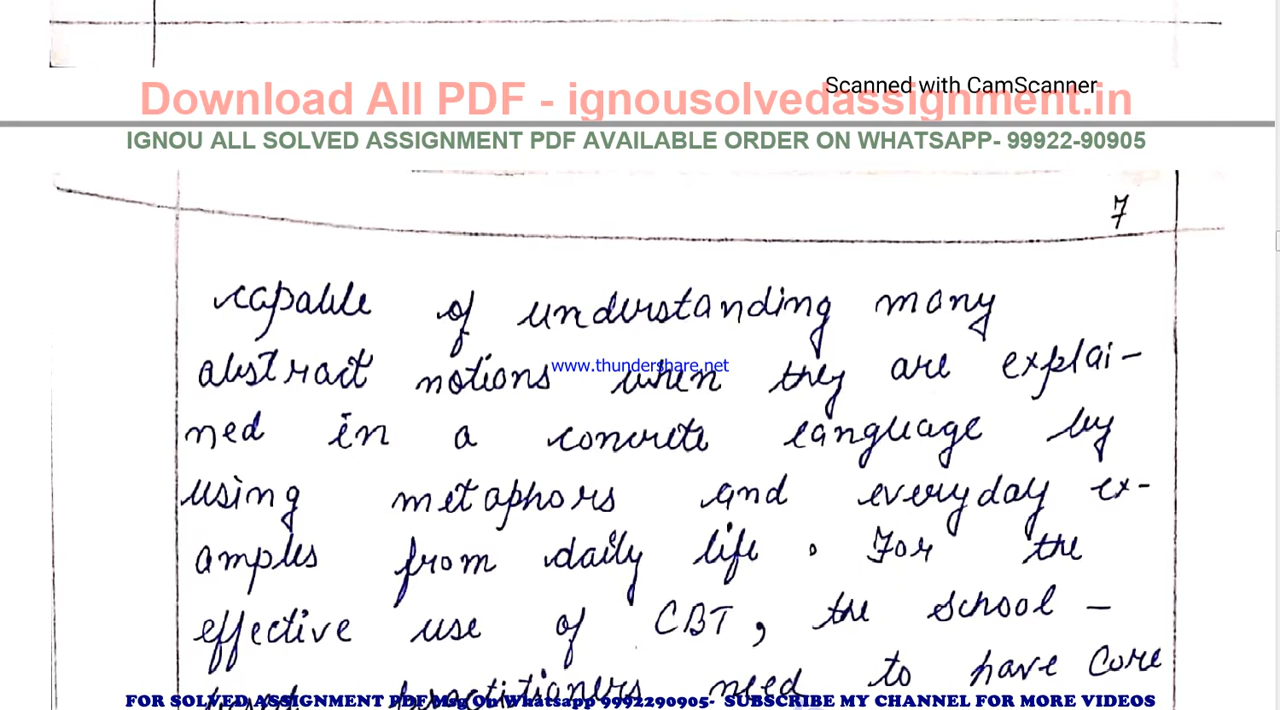 Scanned with CamScanner
Download All PDF - ignousolvedassignment.in
IGNOU ALL SOLVED ASSIGNMENT PDF AVAILABLE ORDER ON WHATSAPP- 99922-90905
7
capable of understanding many
abstract notions when they are explai-
www.thundershare.net
ned in a concrete language by
using metaphors and everyday ex-
amples from daily life. For the
effective use of CBT, the school-
practitioners need to have core
FOR SOLVED ASSIGNMENT PDF Msg On Whatsapp 9992290905- SUBSCRIBE MY CHANNEL FOR MORE VIDEOS